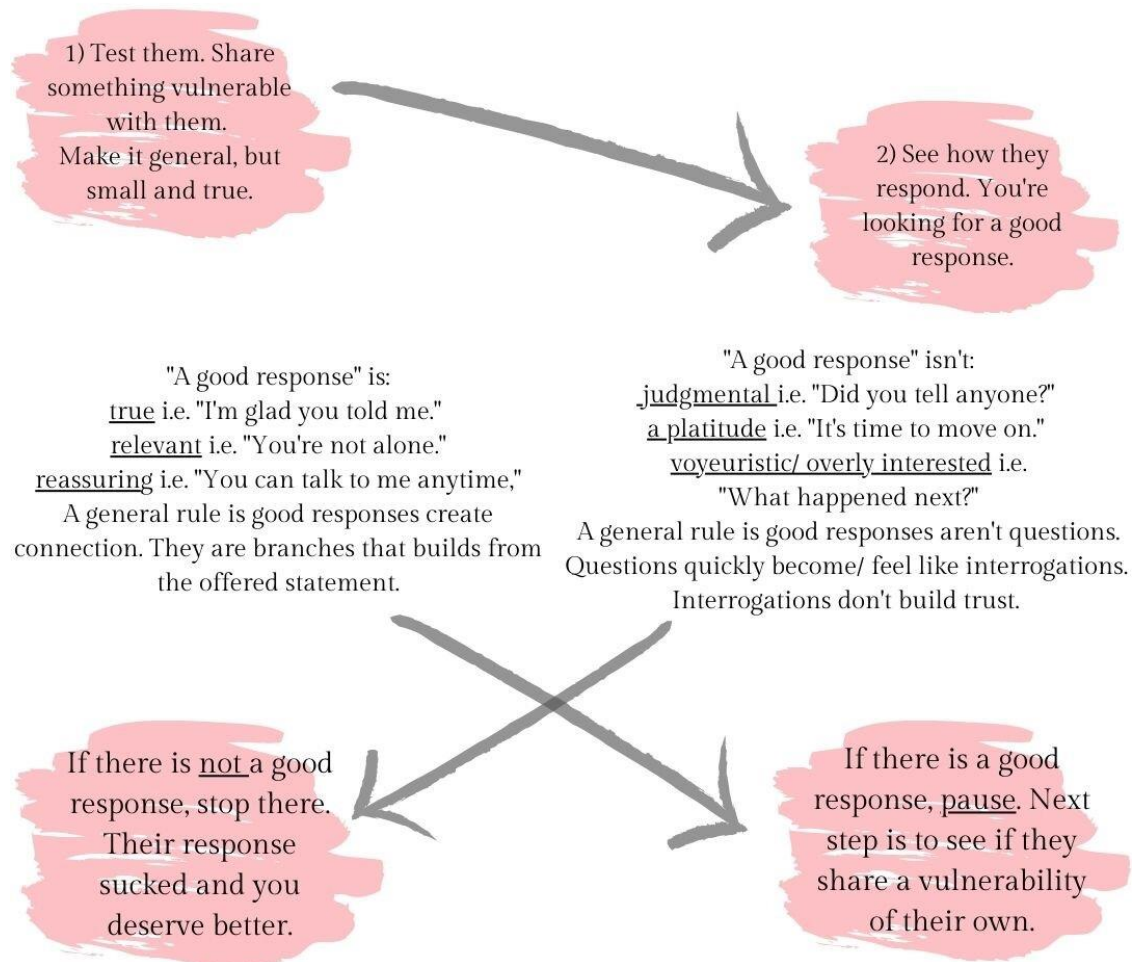 1) Test them. Share
something vulnerable
with them.
Make it general, but
small and true.
2) See how they
respond. You're
looking for a good
response.
"A good response" is:
true i.e. "I'm glad you told me."
relevant i.e. "You're not alone."
reassuring i.e. "You can talk to me anytime,"
A general rule is good responses create
connection. They are branches that builds from
the offered statement.
"A good response" isn't:
judgmental i.e. "Did you tell anyone?"
a platitude i.e. "It's time to move on."
voyeuristic/ overly interested i.e.
"What happened next?"
A general rule is good responses aren't questions.
Questions quickly become/ feel like interrogations.
Interrogations don't build trust.
If there is not a good
response, stop there.
Their response
sucked and you
deserve better.
If there is a good
response, pause. Next
step is to see if they
share a vulnerability
of their own.